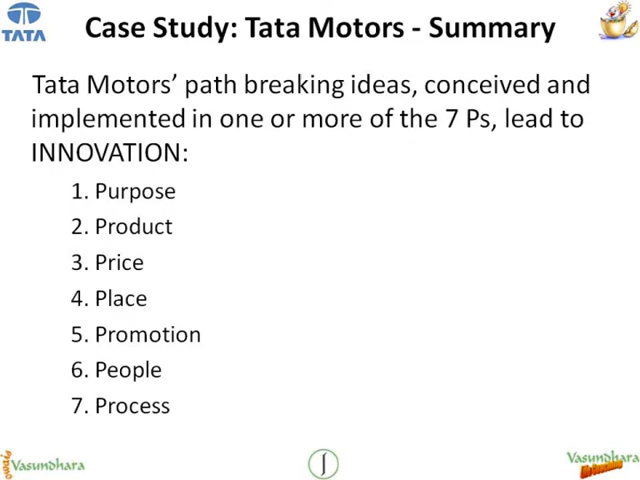 TATA
Case Study: Tata Motors - Summary
Tata Motors’ path breaking ideas, conceived and
implemented in one or more of the 7 Ps, lead to
INNOVATION:
1. Purpose
2. Product
3. Price
4. Place
5. Promotion
6. People
7. Process
Vasundhara
Vasundhara